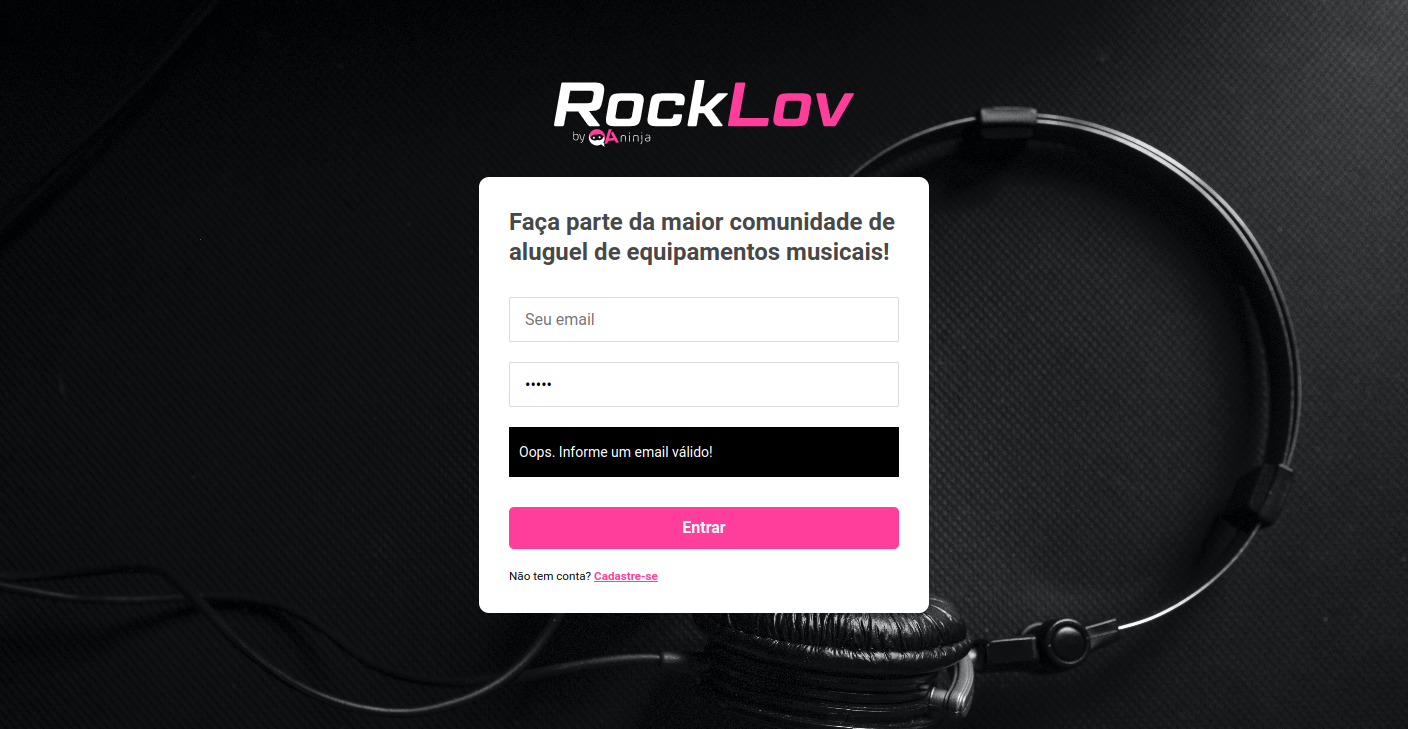 RockLov
by QAninja
Faça parte da maior comunidade de
aluguel de equipamentos musicais!
Seu email
•••••
Oops. Informe um email válido!
Entrar
Não tem conta? Cadastre-se